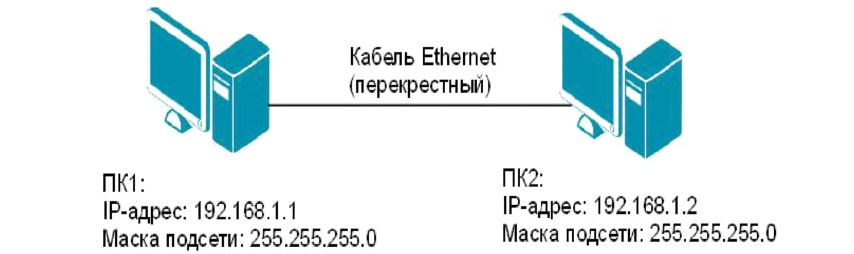 Кабель Ethernet
(перекрестный)
ПК1:
IP-адрес: 192.168.1.1
Маска подсети: 255.255.255.0
ПК2:
IP-адрес: 192.168.1.2
Маска подсети: 255.255.255.0